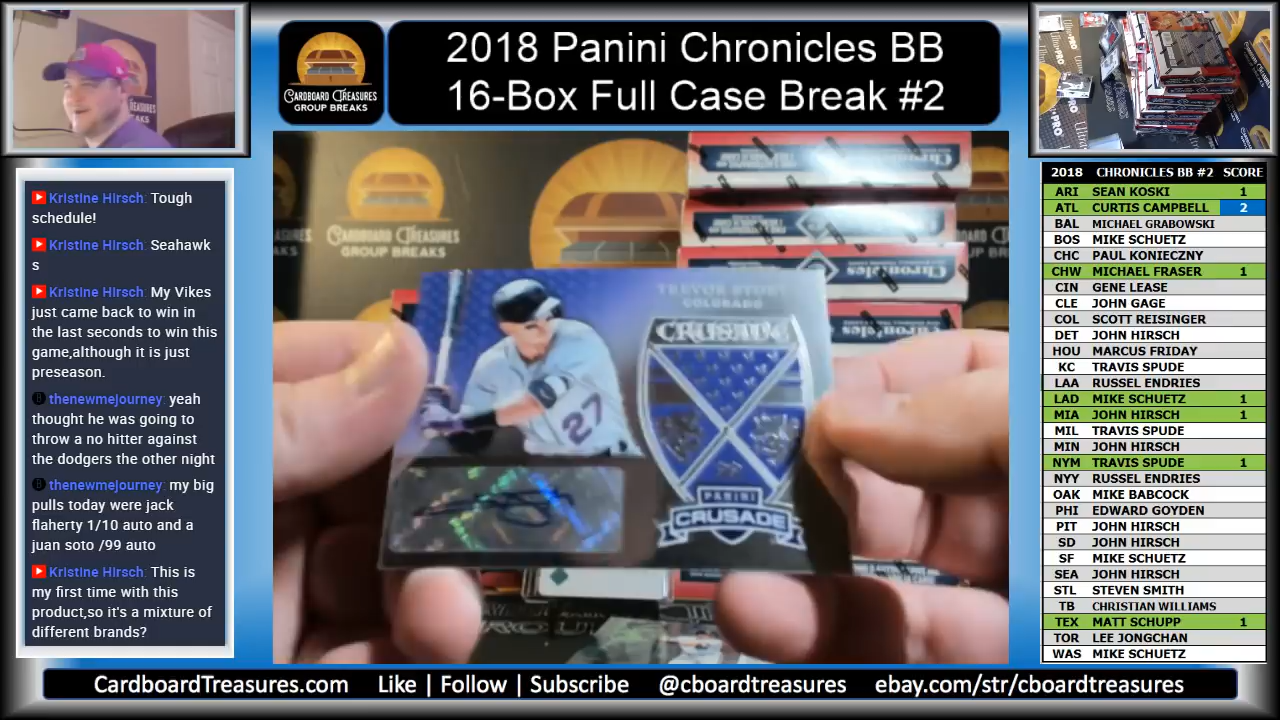 CARDBOARD TREASURES
GROUP BREAKS
2018 Panini Chronicles BB
16-Box Full Case Break #2
Kristine Hirsch: Tough
schedule!
Kristine Hirsch: Seahawk
s
Kristine Hirsch: My Vikes
just came back to win in
the last seconds to win this
game,although it is just
preseason.
thenewmejourney: yeah
thought he was going to
throw a no hitter against
the dodgers the other night
thenewmejourney: my big
pulls today were jack
flaherty 1/10 auto and a
juan soto /99 auto
Kristine Hirsch: This is
my first time with this
product,so it's a mixture of
different brands?
CARDBOARD TREASURES
GROUP BREAKS
Chronicles
Chronicles
Chronicles
TREVOR STORY
COLORADO
CRUSADE
27
PANINI
CRUSADE
2018 CHRONICLES BB #2 SCORE
ARI SEAN KOSKI 1
ATL CURTIS CAMPBELL 2
BAL MICHAEL GRABOWSKI
BOS MIKE SCHUETZ
CHC PAUL KONIECZNY
CHW MICHAEL FRASER 1
CIN GENE LEASE
CLE JOHN GAGE
COL SCOTT REISINGER
DET JOHN HIRSCH
HOU MARCUS FRIDAY
KC TRAVIS SPUDE
LAA RUSSEL ENDRIES
LAD MIKE SCHUETZ 1
MIA JOHN HIRSCH 1
MIL TRAVIS SPUDE
MIN JOHN HIRSCH
NYM TRAVIS SPUDE 1
NYY RUSSEL ENDRIES
OAK MIKE BABCOCK
PHI EDWARD GOYDEN
PIT JOHN HIRSCH
SD JOHN HIRSCH
SF MIKE SCHUETZ
SEA JOHN HIRSCH
STL STEVEN SMITH
TB CHRISTIAN WILLIAMS
TEX MATT SCHUPP 1
TOR LEE JONGCHAN
WAS MIKE SCHUETZ
CardboardTreasures.com Like | Follow | Subscribe @cboardtreasures ebay.com/str/cboardtreasures